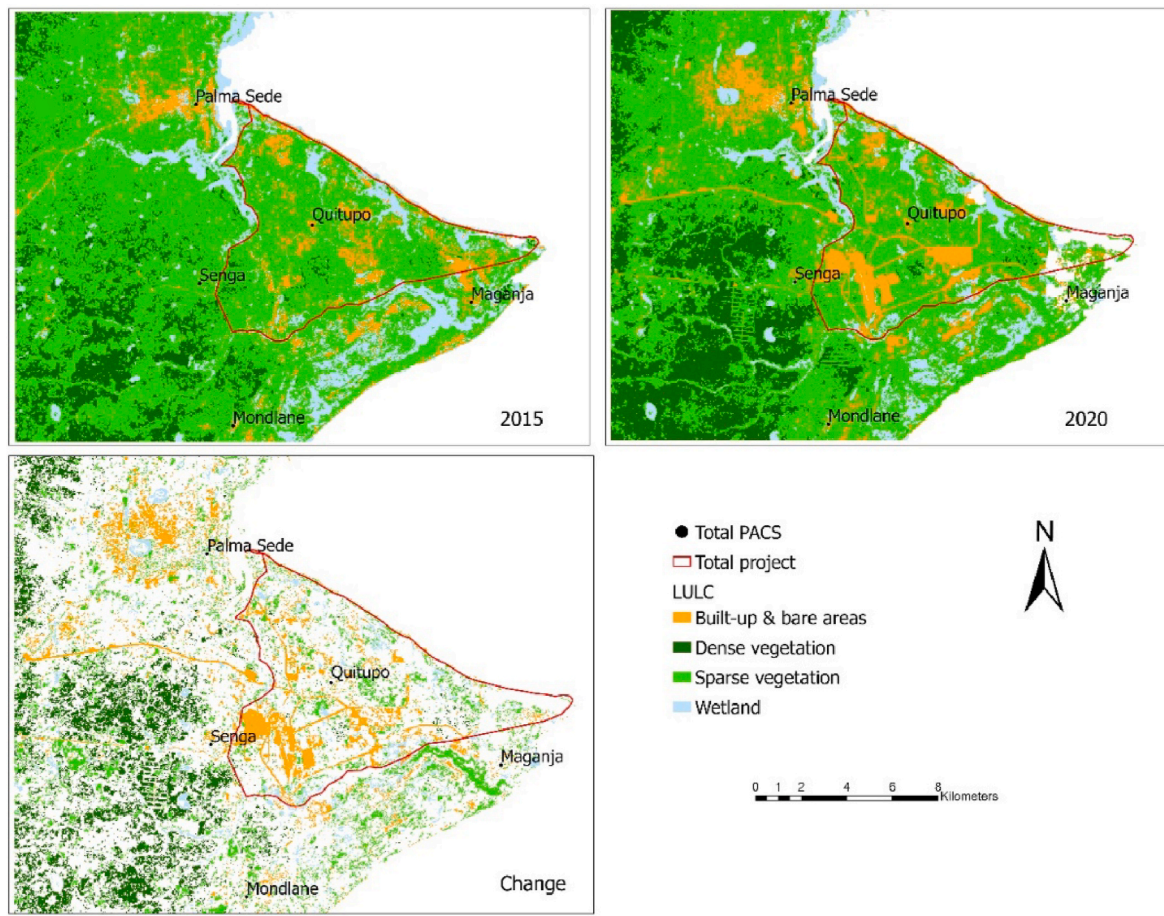 Palma Sede
Quitupo
Senga
Maganja
Mondlane
2015
Palma Sede
Quitupo
Senga
Maganja
Mondlane
2020
Palma Sede
Quitupo
Senga
Maganja
Mondlane
Change
Total PACS
Total project
LULC
Built-up & bare areas
Dense vegetation
Sparse vegetation
Wetland
N
0 1 2 4 6 8
Kilometers